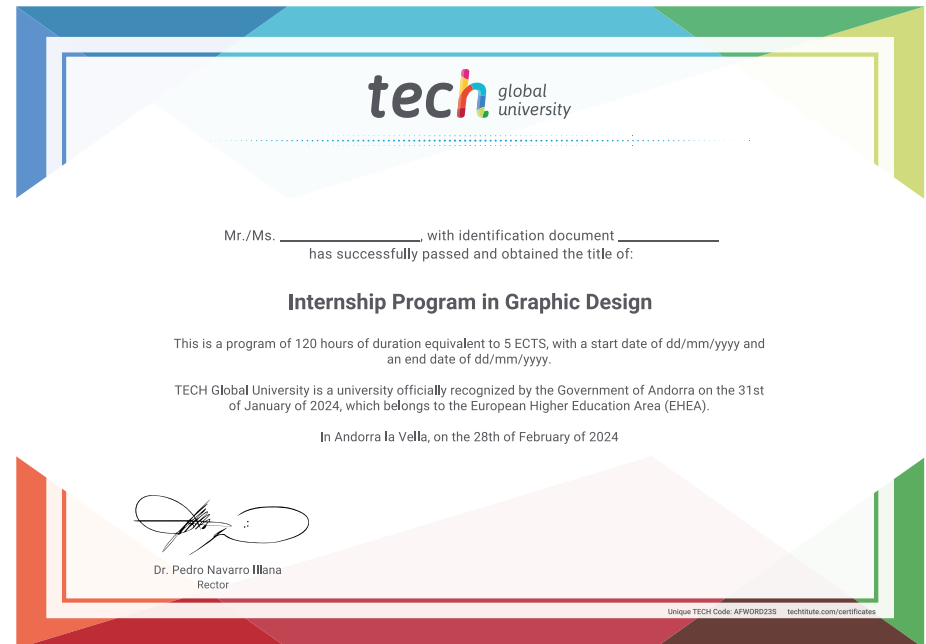 tech global
university
Mr./Ms. ____________, with identification document ____________
has successfully passed and obtained the title of:
Internship Program in Graphic Design
This is a program of 120 hours of duration equivalent to 5 ECTS, with a start date of dd/mm/yyyy and
an end date of dd/mm/yyyy.
TECH Global University is a university officially recognized by the Government of Andorra on the 31st
of January of 2024, which belongs to the European Higher Education Area (EHEA).
In Andorra la Vella, on the 28th of February of 2024
Dr. Pedro Navarro Illana
Rector
Unique TECH Code: AFWORD23S techtitute.com/certificates